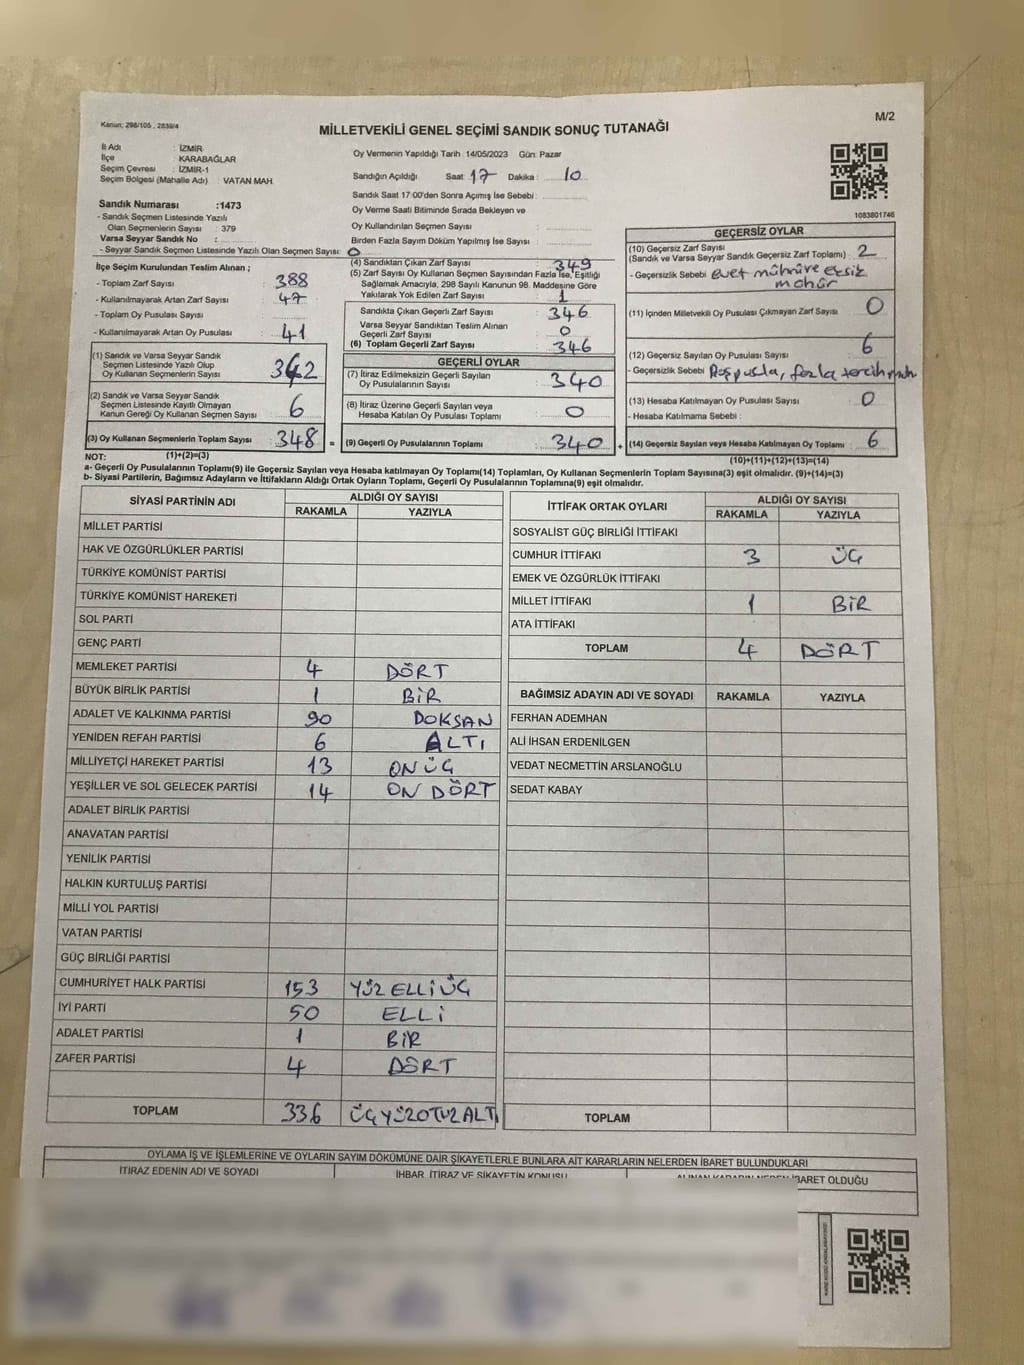 Kanun: 298/105, 2839/4
M/2
MİLLETVEKİLİ GENEL SEÇİMİ SANDIK SONUÇ TUTANAĞI
İl Adı : İZMİR
İlçe : KARABAĞLAR
Seçim Çevresi : İZMİR-1
Seçim Bölgesi (Mahalle Adı) : VATAN MAH.
Sandık Numarası :1473
- Sandık Seçmen Listesinde Yazılı
Olan Seçmenlerin Sayısı : 379
Varsa Seyyar Sandık No :
- Seyyar Sandık Seçmen Listesinde Yazılı Olan Seçmen Sayısı: 0
Oy Vermenin Yapıldığı Tarih :14/05/2023 Gün: Pazar
Sandığın Açıldığı Saat: 17 Dakika : 10
Sandık Saat 17:00'den Sonra Açımış İse Sebebi :
Oy Verme Saati Bitiminde Sırada Bekleyen ve
Oy Kullandırılan Seçmen Sayısı :
Birden Fazla Sayım Döküm Yapılmış İse Sayısı :
1083801746
İlçe Seçim Kurulundan Teslim Alınan ;
- Toplam Zarf Sayısı : 388
- Kullanılmayarak Artan Zarf Sayısı : 47
- Toplam Oy Pusulası Sayısı :
- Kullanılmayarak Artan Oy Pusulası : 41
(1) Sandık ve Varsa Seyyar Sandık
Seçmen Listesinde Yazılı Olup
Oy Kullanan Seçmenlerin Sayısı 342
(2) Sandık ve Varsa Seyyar Sandık
Seçmen Listesinde Kayıtlı Olmayan
Kanun Gereği Oy Kullanan Seçmen Sayısı 6
(3) Oy Kullanan Seçmenlerin Toplam Sayısı 348 =
(1)+(2)=(3)
(4) Sandıktan Çıkan Zarf Sayısı : 349
(5) Zarf Sayısı Oy Kullanan Seçmen Sayısından Fazla İse, Eşitliği
Sağlamak Amacıyla, 298 Sayılı Kanunun 98. Maddesine Göre
Yakılarak Yok Edilen Zarf Sayısı : 1
Sandıkta Çıkan Geçerli Zarf Sayısı : 346
Varsa Seyyar Sandıktan Teslim Alınan
Geçerli Zarf Sayısı : 0
(6) Toplam Geçerli Zarf Sayısı : 346
GEÇERLİ OYLAR
(7) İtiraz Edilmeksizin Geçerli Sayılan
Oy Pusulalarının Sayısı : 340
(8) İtiraz Üzerine Geçerli Sayılan veya
Hesaba Katılan Oy Pusulası Toplamı : 0
(9) Geçerli Oy Pusulalarının Toplamı : 340 +
GEÇERSİZ OYLAR
(10) Geçersiz Zarf Sayısı
(Sandık ve Varsa Seyyar Sandık Geçersiz Zarf Toplamı) : 2
- Geçersizlik Sebebi evet mührü ve eksik
mühür
(11) İçinden Milletvekili Oy Pusulası Çıkmayan Zarf Sayısı : 0
(12) Geçersiz Sayılan Oy Pusulası Sayısı : 6
- Geçersizlik Sebebi Boş pusula, fazla tercih
(13) Hesaba Katılmayan Oy Pusulası Sayısı : 0
- Hesaba Katılmama Sebebi :
(14) Geçersiz Sayılan veya Hesaba Katılmayan Oy Toplamı : 6
(10)+(11)+(12)+(13)=(14)
NOT:
a- Geçerli Oy Pusulalarının Toplamı(9) ile Geçersiz Sayılan veya Hesaba katılmayan Oy Toplamı(14) Toplamları, Oy Kullanan Seçmenlerin Toplam Sayısına(3) eşit olmalıdır. (9)+(14)=(3)
b- Siyasi Partilerin, Bağımsız Adayların ve İttifakların Aldığı Ortak Oyların Toplamı, Geçerli Oy Pusulalarının Toplamına(9) eşit olmalıdır.
SİYASİ PARTİNİN ADI ALDIĞI OY SAYISI
RAKAMLA YAZIYLA
MİLLET PARTİSİ
HAK VE ÖZGÜRLÜKLER PARTİSİ
TÜRKİYE KOMÜNİST PARTİSİ
TÜRKİYE KOMÜNİST HAREKETİ
SOL PARTİ
GENÇ PARTİ
MEMLEKET PARTİSİ 4 DÖRT
BÜYÜK BİRLİK PARTİSİ 1 BİR
ADALET VE KALKINMA PARTİSİ 90 DOKSAN
YENİDEN REFAH PARTİSİ 6 ALTI
MİLLİYETÇİ HAREKET PARTİSİ 13 ONÜÇ
YEŞİLLER VE SOL GELECEK PARTİSİ 14 ON DÖRT
ADALET BİRLİK PARTİSİ
ANAVATAN PARTİSİ
YENİLİK PARTİSİ
HALKIN KURTULUŞ PARTİSİ
MİLLİ YOL PARTİSİ
VATAN PARTİSİ
GÜÇ BİRLİĞİ PARTİSİ
CUMHURİYET HALK PARTİSİ 153 YÜZ ELLİ ÜÇ
İYİ PARTİ 50 ELLİ
ADALET PARTİSİ 1 BİR
ZAFER PARTİSİ 4 DÖRT
TOPLAM 336 ÜÇYÜZOTUZALTI
İTTİFAK ORTAK OYLARI ALDIĞI OY SAYISI
RAKAMLA YAZIYLA
SOSYALİST GÜÇ BİRLİĞİ İTTİFAKI
CUMHUR İTTİFAKI 3 ÜÇ
EMEK VE ÖZGÜRLÜK İTTİFAKI
MİLLET İTTİFAKI 1 BİR
ATA İTTİFAKI
TOPLAM 4 DÖRT
BAĞIMSIZ ADAYIN ADI VE SOYADI RAKAMLA YAZIYLA
FERHAN ADEMHAN
ALİ İHSAN ERDENİLGEN
VEDAT NECMETTİN ARSLANOĞLU
SEDAT KABAY
TOPLAM
OYLAMA İŞ VE İŞLEMLERİNE VE OYLARIN SAYIM DÖKÜMÜNE DAİR ŞİKAYETLERLE BUNLARA AİT KARARLARIN NELERDEN İBARET BULUNDUKLARI
İTİRAZ EDENİN ADI VE SOYADI İHBAR, İTİRAZ VE ŞİKAYETİN KONUSU ALINAN KARARIN NEDEN İBARET OLDUĞU